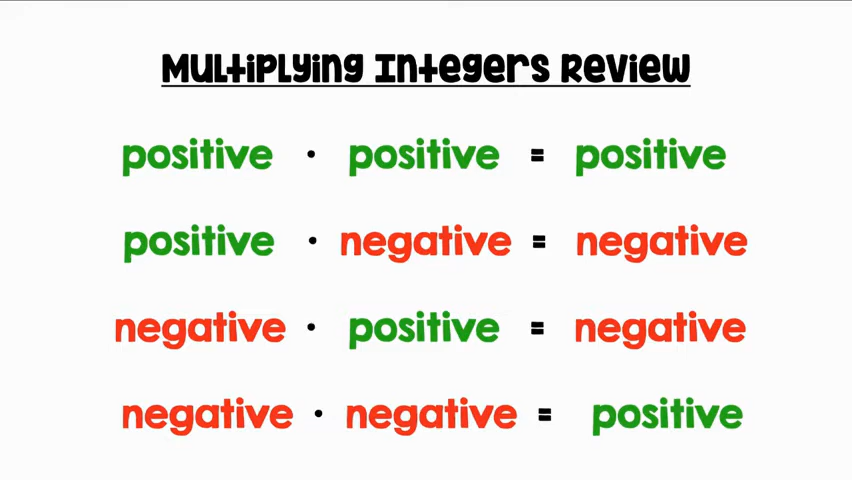 Multiplying Integers Review
positive · positive = positive
positive · negative = negative
negative · positive = negative
negative · negative = positive